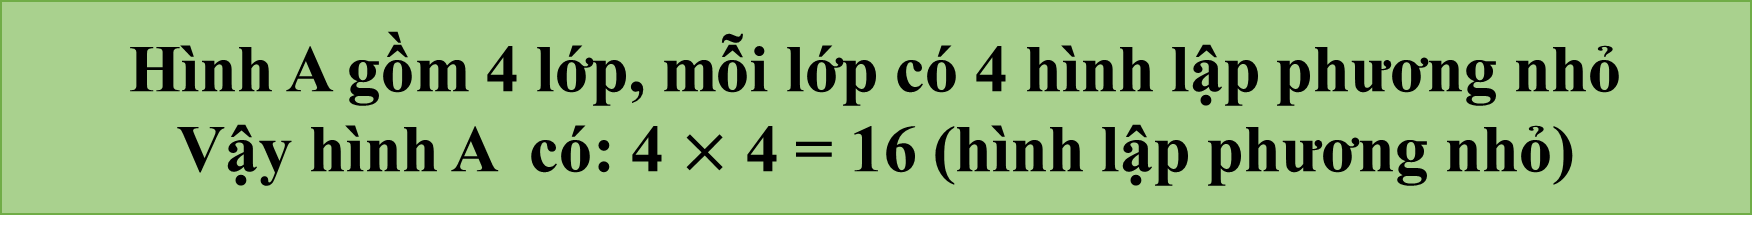 Hình A gồm 4 lớp, mỗi lớp có 4 hình lập phương nhỏ
Vậy hình A có: 4 × 4 = 16 (hình lập phương nhỏ)